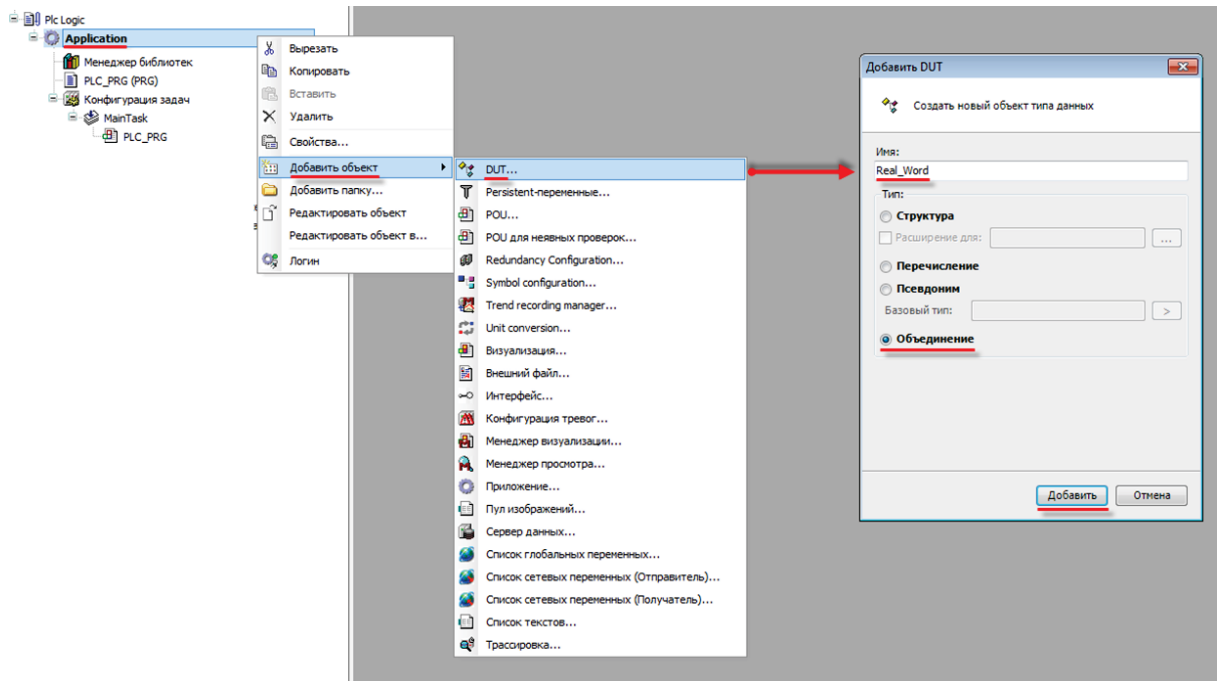 Plc Logic
Application
Менеджер библиотек
PLC_PRG (PRG)
Конфигурация задач
MainTask
PLC_PRG
Вырезать
Копировать
Вставить
Удалить
Свойства...
Добавить объект
Добавить папку...
Редактировать объект
Редактировать объект в...
Логин
DUT...
Persistent-переменные...
POU...
POU для неявных проверок...
Redundancy Configuration...
Symbol configuration...
Trend recording manager...
Unit conversion...
Визуализация...
Внешний файл...
Интерфейс...
Конфигурация тревог...
Менеджер визуализации...
Менеджер просмотра...
Приложение...
Пул изображений...
Сервер данных...
Список глобальных переменных...
Список сетевых переменных (Отправитель)...
Список сетевых переменных (Получатель)...
Список текстов...
Трассировка...
Добавить DUT
Создать новый объект типа данных
Имя:
Real_Word
Тип:
Структура
Расширение для:
...
Перечисление
Псевдоним
Базовый тип:
>
Объединение
Добавить
Отмена